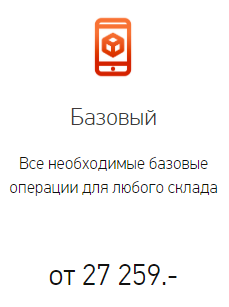 Базовый
Все необходимые базовые
операции для любого склада
от 27 259.-